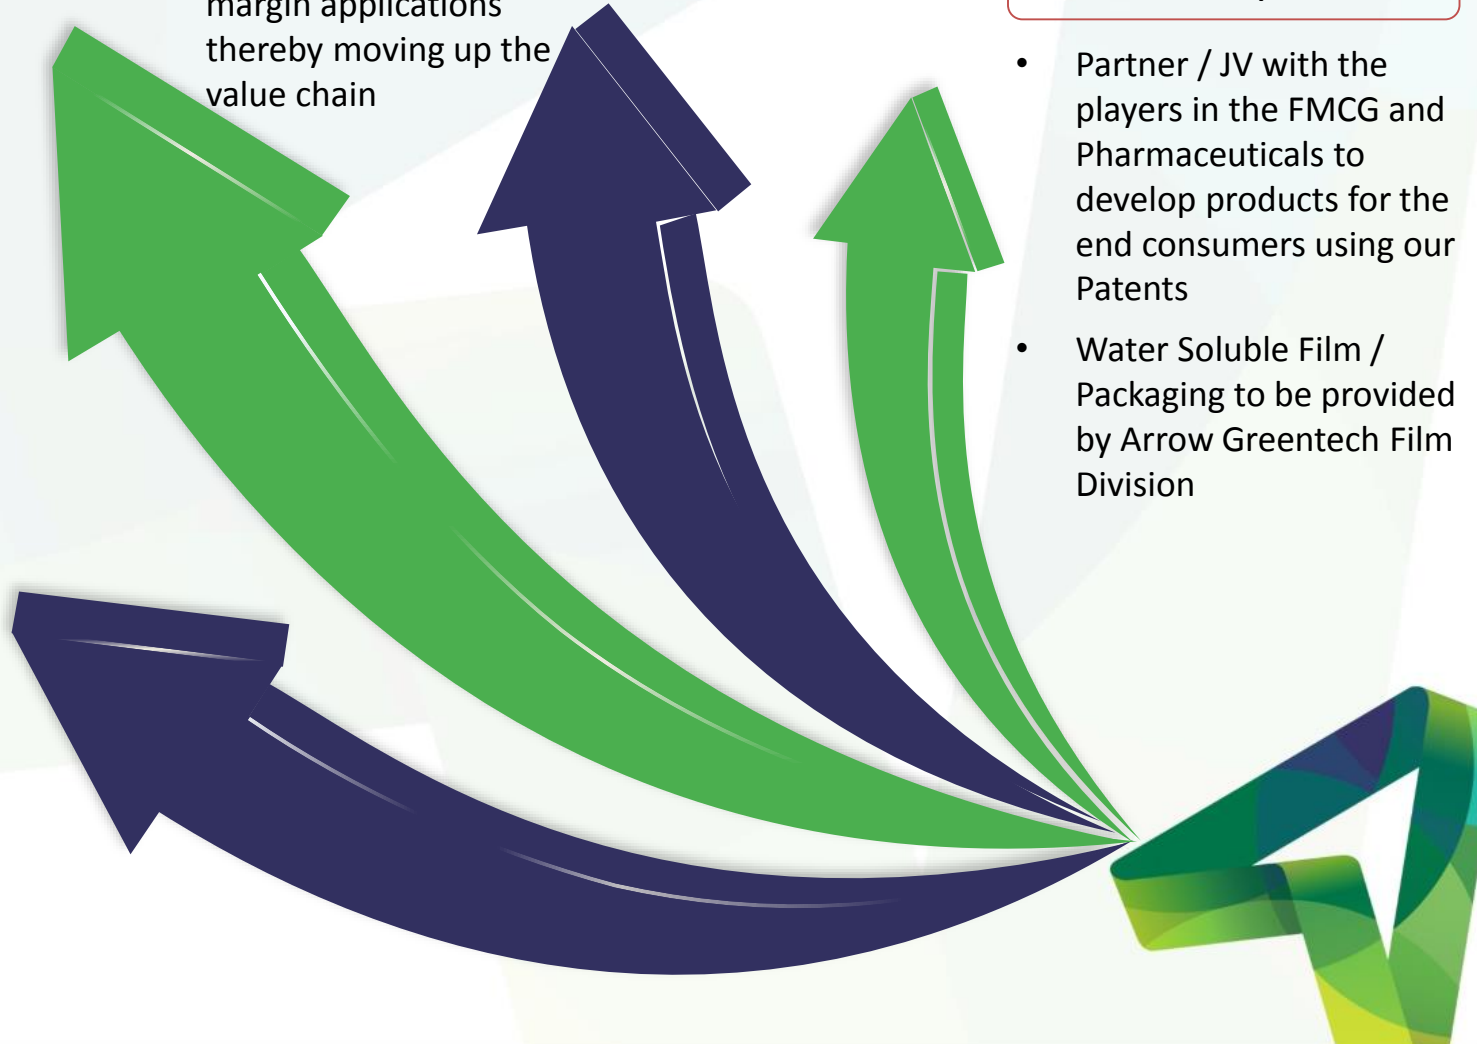 margin applications
thereby moving up the
value chain
• Partner / JV with the
players in the FMCG and
Pharmaceuticals to
develop products for the
end consumers using our
Patents
• Water Soluble Film /
Packaging to be provided
by Arrow Greentech Film
Division